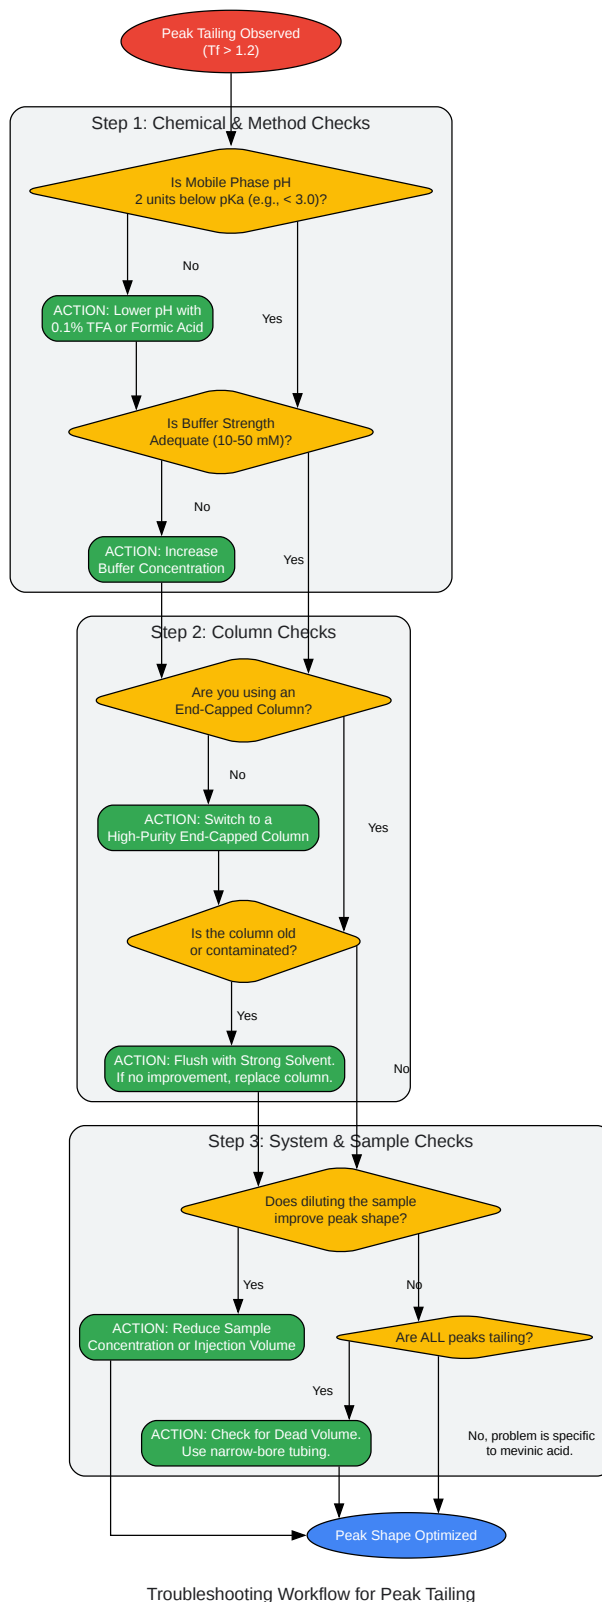 Peak Tailing Observed
(Tf > 1.2)
Step 1: Chemical & Method Checks
Is Mobile Phase pH
2 units below pKa (e.g., < 3.0)?
No
Yes
ACTION: Lower pH with
0.1% TFA or Formic Acid
Is Buffer Strength
Adequate (10-50 mM)?
No
Yes
ACTION: Increase
Buffer Concentration
Step 2: Column Checks
Are you using an
End-Capped Column?
No
Yes
ACTION: Switch to a
High-Purity End-Capped Column
Is the column old
or contaminated?
Yes
No
ACTION: Flush with Strong Solvent.
If no improvement, replace column.
Step 3: System & Sample Checks
Does diluting the sample
improve peak shape?
Yes
No
ACTION: Reduce Sample
Concentration or Injection Volume
Are ALL peaks tailing?
Yes
No, problem is specific
to mevinic acid.
ACTION: Check for Dead Volume.
Use narrow-bore tubing.
Peak Shape Optimized
Troubleshooting Workflow for Peak Tailing